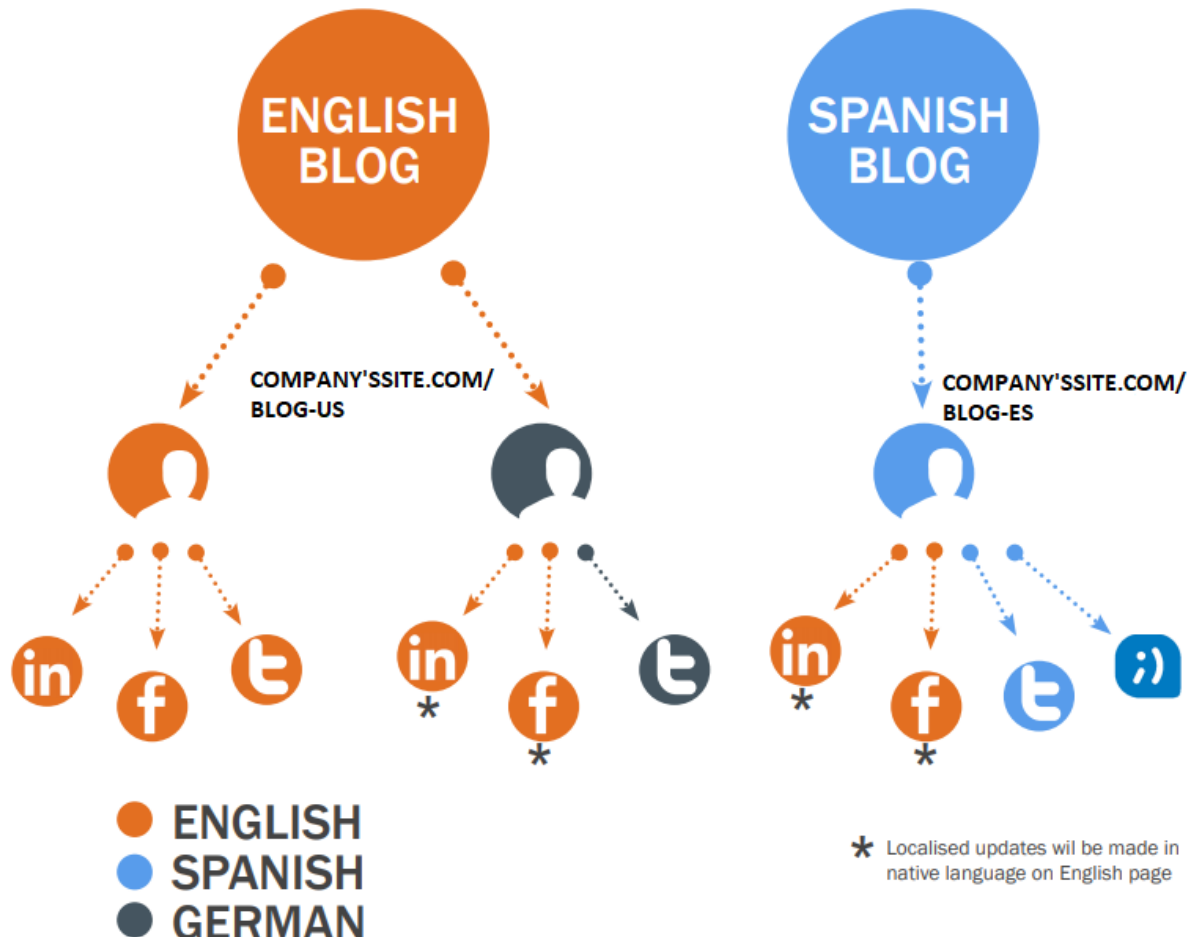 ENGLISH
BLOG
SPANISH
BLOG
COMPANY'SSITE.COM/
BLOG-US
COMPANY'SSITE.COM/
BLOG-ES
in
f
t
in
*
f
*
t
in
*
f
*
t
;)
ENGLISH
SPANISH
GERMAN
* Localised updates wil be made in
native language on English page